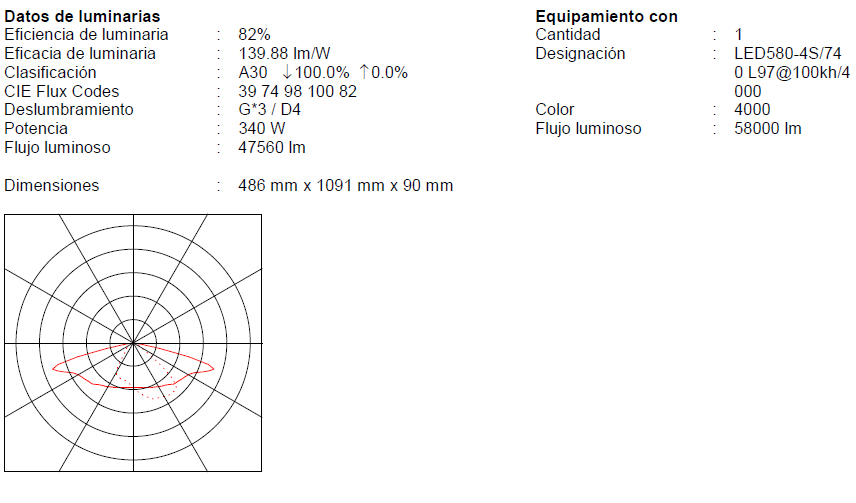 Datos de luminarias
Eficiencia de luminaria : 82%
Eficacia de luminaria : 139.88 lm/W
Clasificación : A30 ↓100.0% ↑0.0%
CIE Flux Codes : 39 74 98 100 82
Deslumbramiento : G*3 / D4
Potencia : 340 W
Flujo luminoso : 47560 lm
Dimensiones : 486 mm x 1091 mm x 90 mm
Equipamiento con
Cantidad : 1
Designación : LED580-4S/74
0 L97@100kh/4
000
Color : 4000
Flujo luminoso : 58000 lm